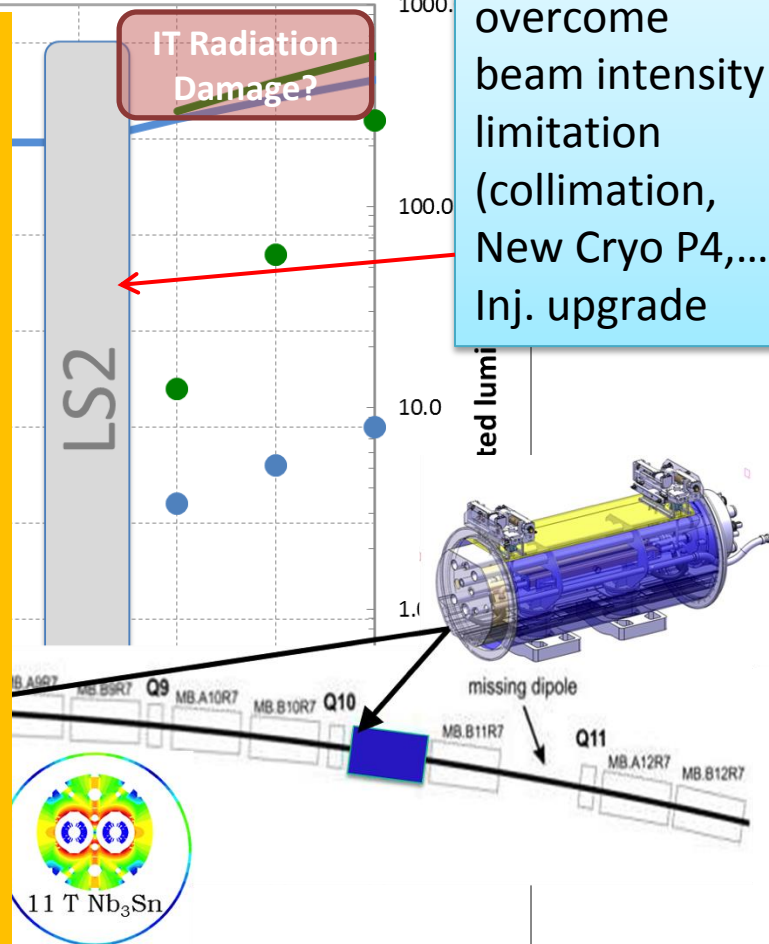 IT Radiation
Damage?
1000.
overcome
beam intensity
limitation
(collimation,
New Cryo P4,...
Inj. upgrade
100.0
LS2
10.0
ted lumi
1.0
MB.A9R7
MB.B9R7
Q9
MB.A10R7
MB.B10R7
Q10
MB.B11R7
missing dipole
Q11
MB.A12R7
MB.B12R7
11 T Nb₃Sn